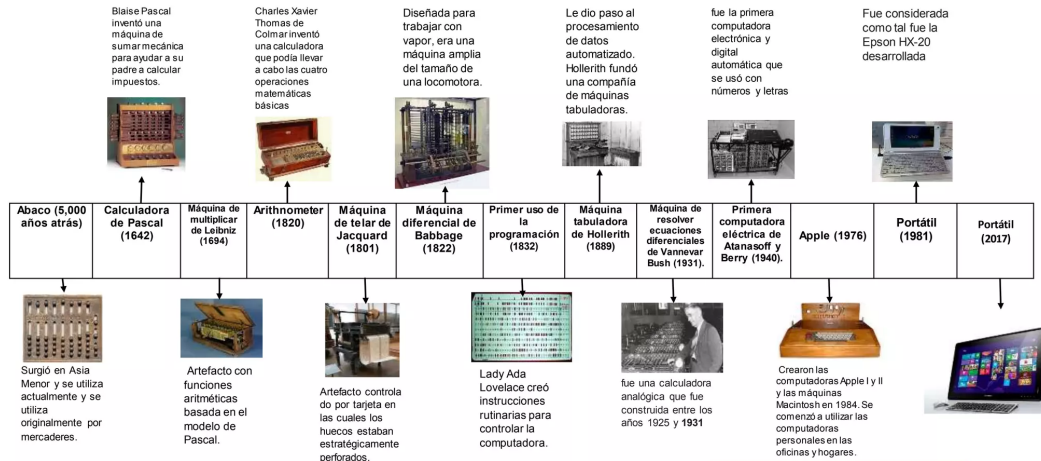 Blaise Pascal
inventó una
máquina de
sumar mecánica
para ayudar a su
padre a calcular
impuestos.
Charles Xavier
Thomas de
Colmar inventó
una calculadora
que podía llevar
a cabo las cuatro
operaciones
matemáticas
básicas
Diseñada para
trabajar con
vapor, era una
máquina amplia
del tamaño de
una locomotora.
Le dio paso al
procesamiento
de datos
automatizado.
Hollerith fundó
una compañía
de máquinas
tabuladoras.
fue la primera
computadora
electrónica y
digital
automática que
se usó con
números y letras
Fue considerada
como tal fue la
Epson HX-20
desarrollada
Abaco (5,000
años atrás)
Calculadora
de Pascal
(1642)
Máquina de
multiplicar
de Leibniz
(1694)
Arithnometer
(1820)
Máquina
de telar de
Jacquard
(1801)
Máquina
diferencial de
Babbage
(1822)
Primer uso de
la
programación
(1832)
Máquina
tabuladora
de Hollerith
(1889)
Máquina de
resolver
ecuaciones
diferenciales
de Vannevar
Bush (1931).
Primera
computadora
eléctrica de
Atanasoff y
Berry (1940).
Apple (1976)
Portátil
(1981)
Portátil
(2017)
Surgió en Asia
Menor y se utiliza
actualmente y se
utiliza
originalmente por
mercaderes.
Artefacto con
funciones
aritméticas
basada en el
modelo de
Pascal.
Artefacto controla
do por tarjeta en
las cuales los
huecos estaban
estratégicamente
perforados.
Lady Ada
Lovelace creó
instrucciones
rutinarias para
controlar la
computadora.
fue una calculadora
analógica que fue
construida entre los
años 1925 y 1931
Crearon las
computadoras Apple I y II
y las máquinas
Macintosh en 1984. Se
comenzó a utilizar las
computadoras
personales en las
oficinas y hogares.